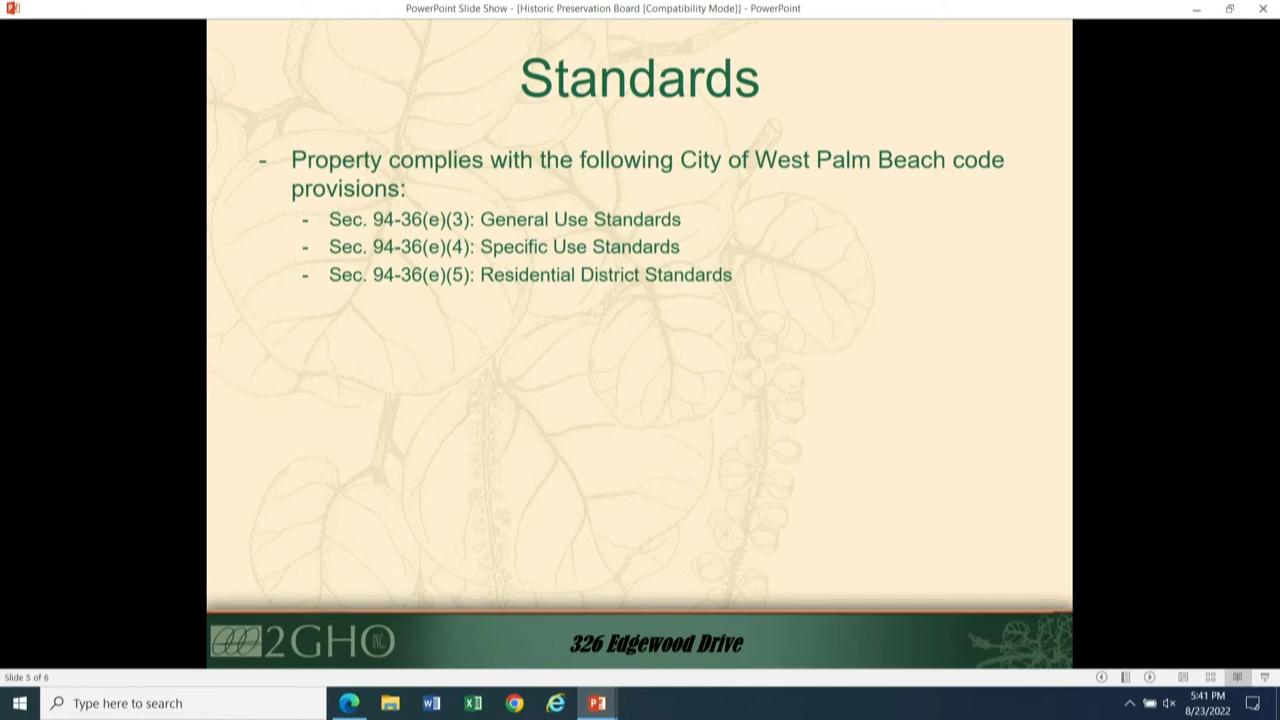 PowerPoint Slide Show - [Historic Preservation Board [Compatibility Mode]] - PowerPoint
Standards
- Property complies with the following City of West Palm Beach code
provisions:
- Sec. 94-36(e)(3): General Use Standards
- Sec. 94-36(e)(4): Specific Use Standards
- Sec. 94-36(e)(5): Residential District Standards
2GHO INC
326 Edgewood Drive
Slide 5 of 6
Type here to search
5:41 PM
8/23/2022